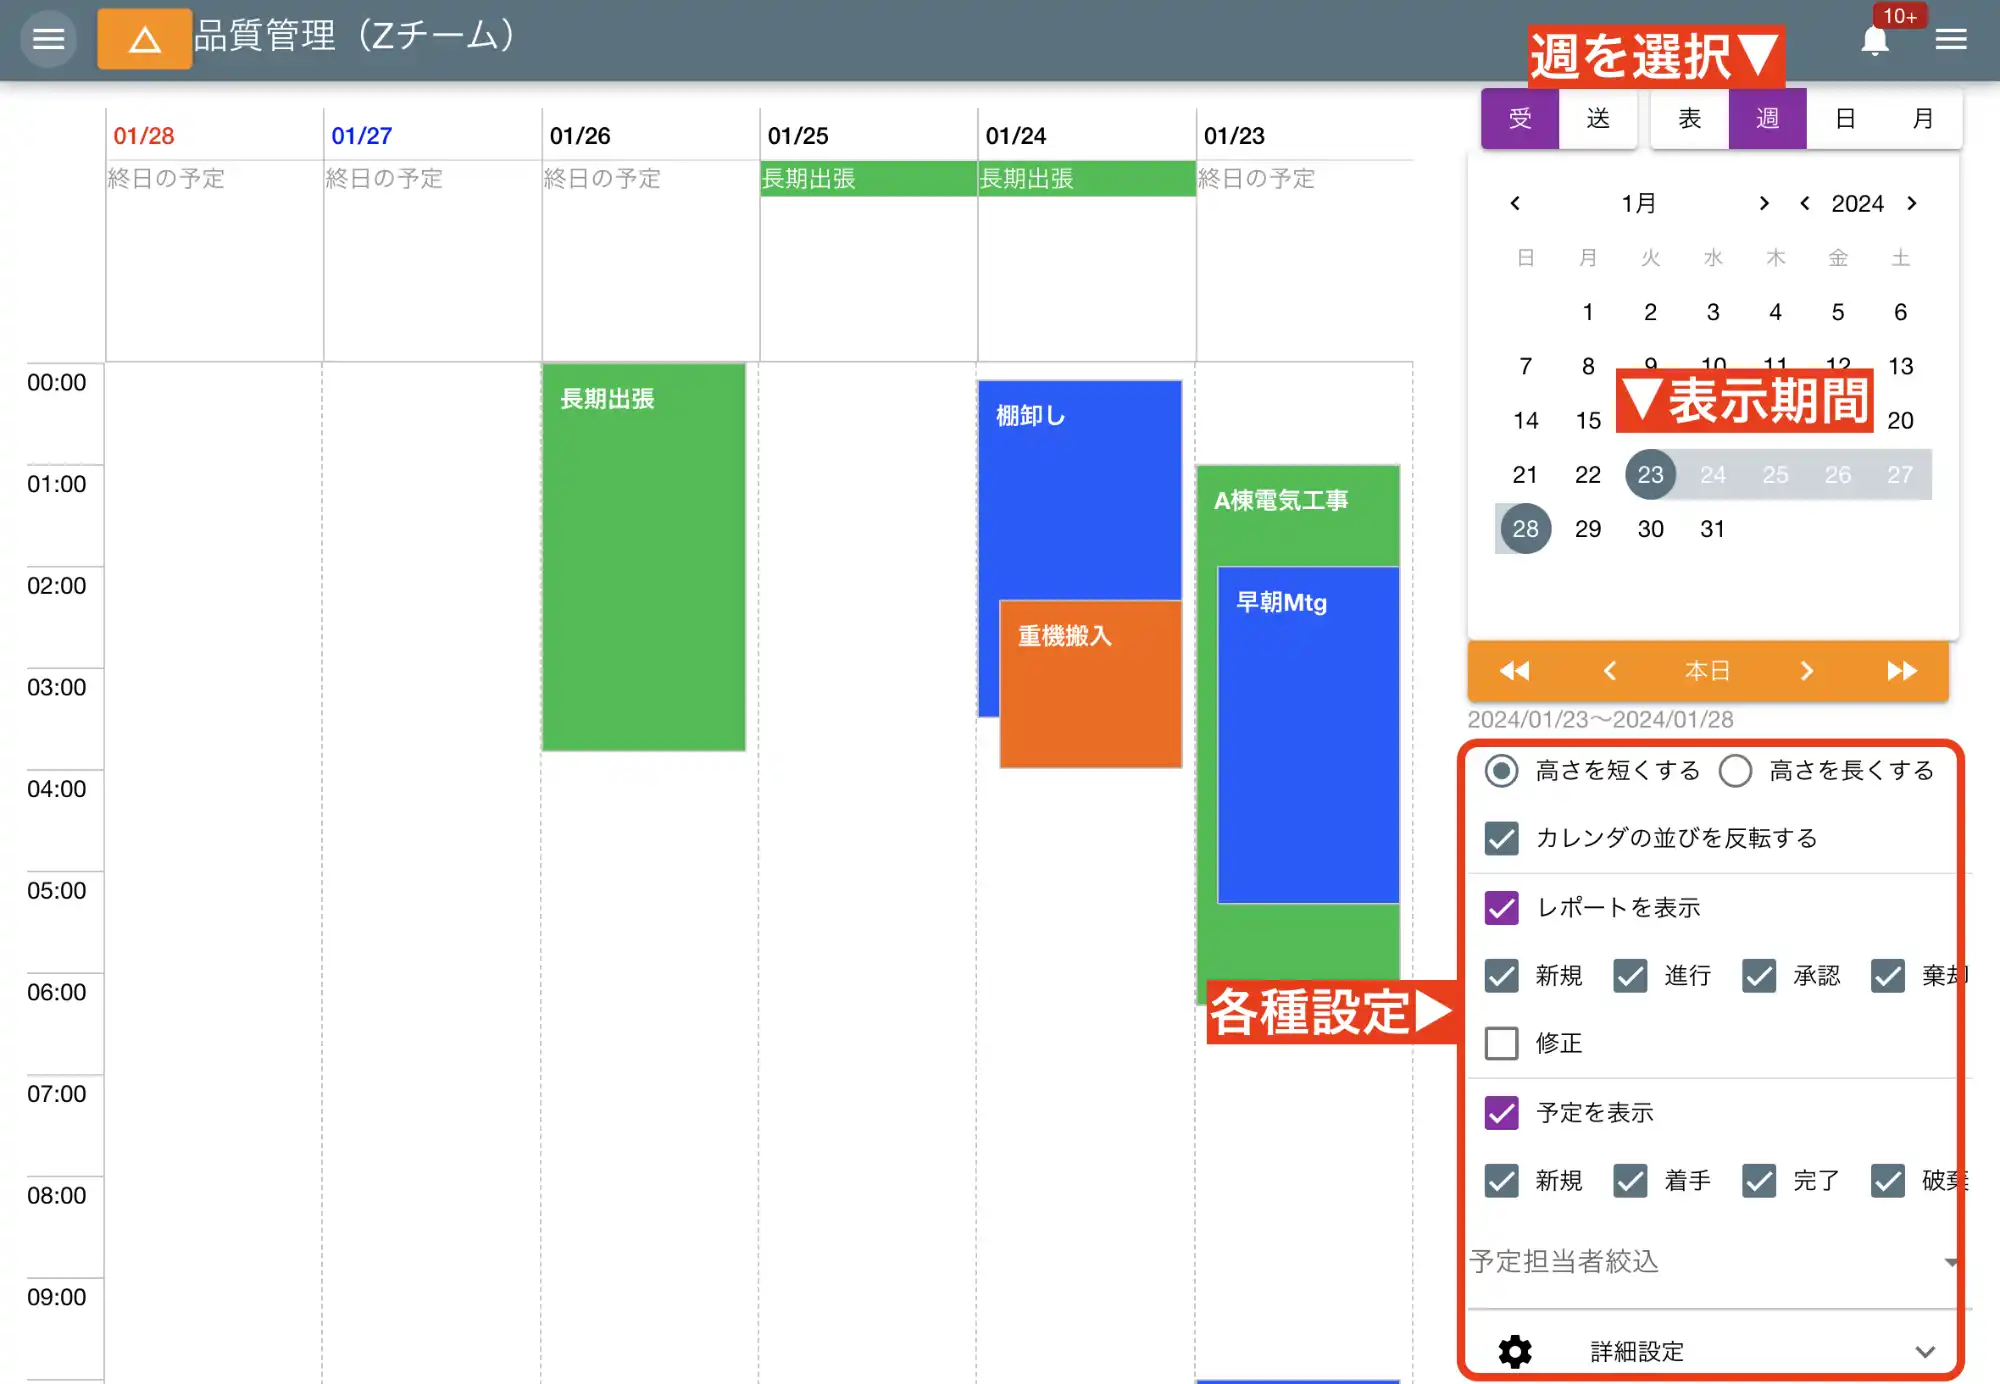 品質管理（Zチーム）
10+
週を選択▼
受 送 表 週 日 月
01/28 01/27 01/26 01/25 01/24 01/23
終日の予定 終日の予定 終日の予定 長期出張 長期出張 終日の予定
00:00
01:00
02:00
03:00
04:00
05:00
06:00
07:00
08:00
09:00
長期出張
棚卸し
重機搬入
A棟電気工事
早朝Mtg
1月 2024
日 月 火 水 木 金 土
1 2 3 4 5 6
7 8 9 10 11 12 13
▼表示期間
14 15 20
21 22 23 24 25 26 27
28 29 30 31
本日
2024/01/23〜2024/01/28
高さを短くする 高さを長くする
カレンダの並びを反転する
レポートを表示
新規 進行 承認 棄却
各種設定▶
修正
予定を表示
新規 着手 完了 破棄
予定担当者絞込
詳細設定